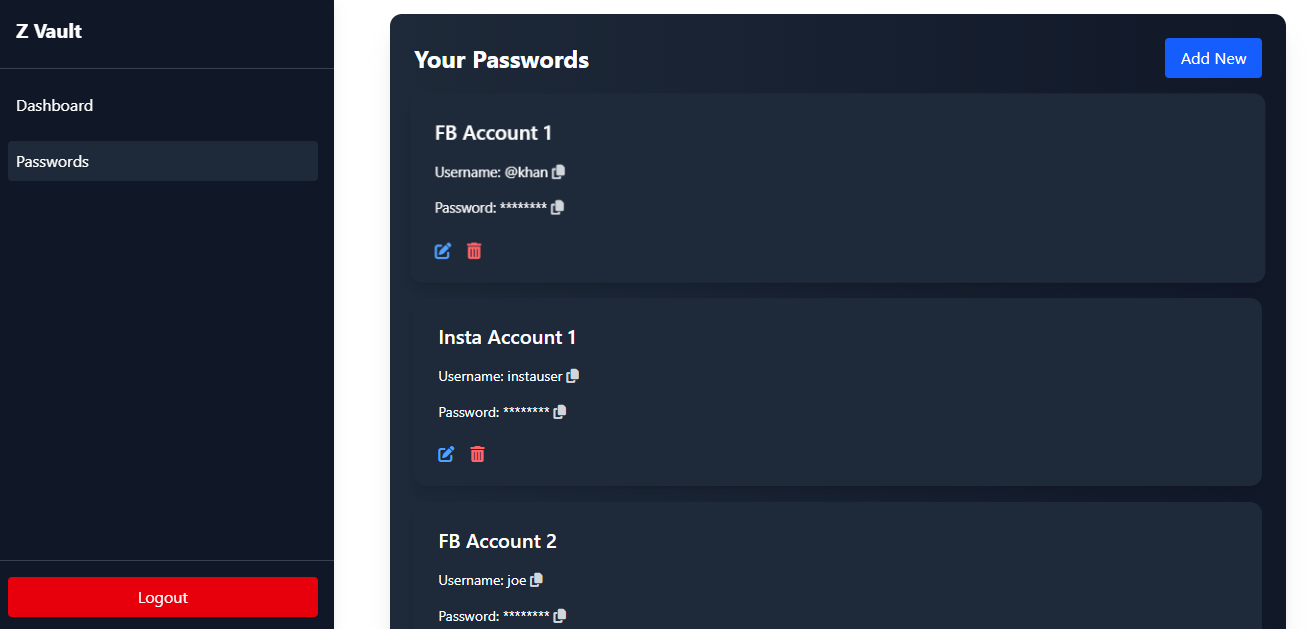 Z Vault
Dashboard
Passwords
Logout
Your Passwords
Add New
FB Account 1
Username: @khan
Password: ********
Insta Account 1
Username: instauser
Password: ********
FB Account 2
Username: joe
Password: ********